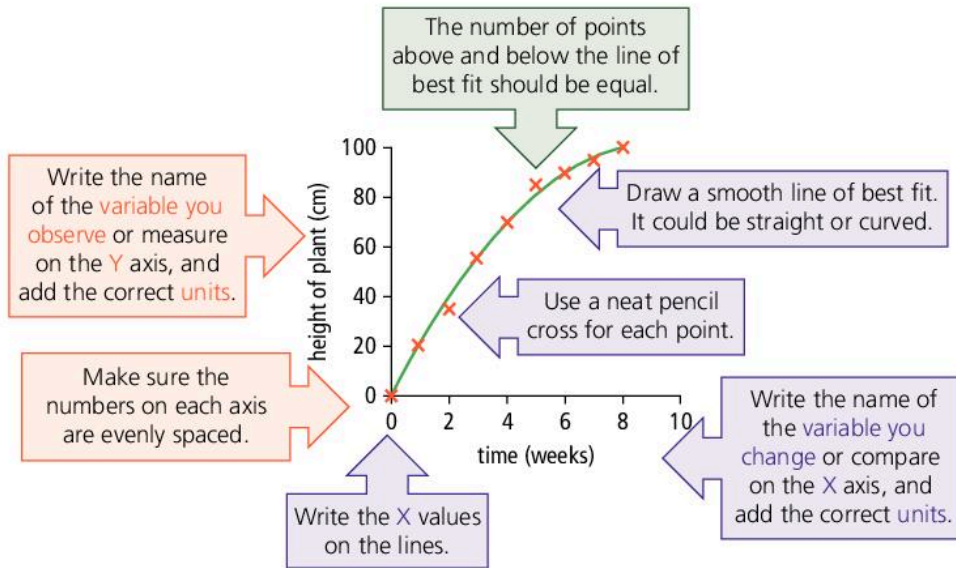 The number of points
above and below the line of
best fit should be equal.
Write the name
of the variable you
observe or measure
on the Y axis, and
add the correct units.
Make sure the
numbers on each axis
are evenly spaced.
height of plant (cm)
100
80
60
40
20
0
0 2 4 6 8 10
time (weeks)
Draw a smooth line of best fit.
It could be straight or curved.
Use a neat pencil
cross for each point.
Write the X values
on the lines.
Write the name of
the variable you
change or compare
on the X axis, and
add the correct units.